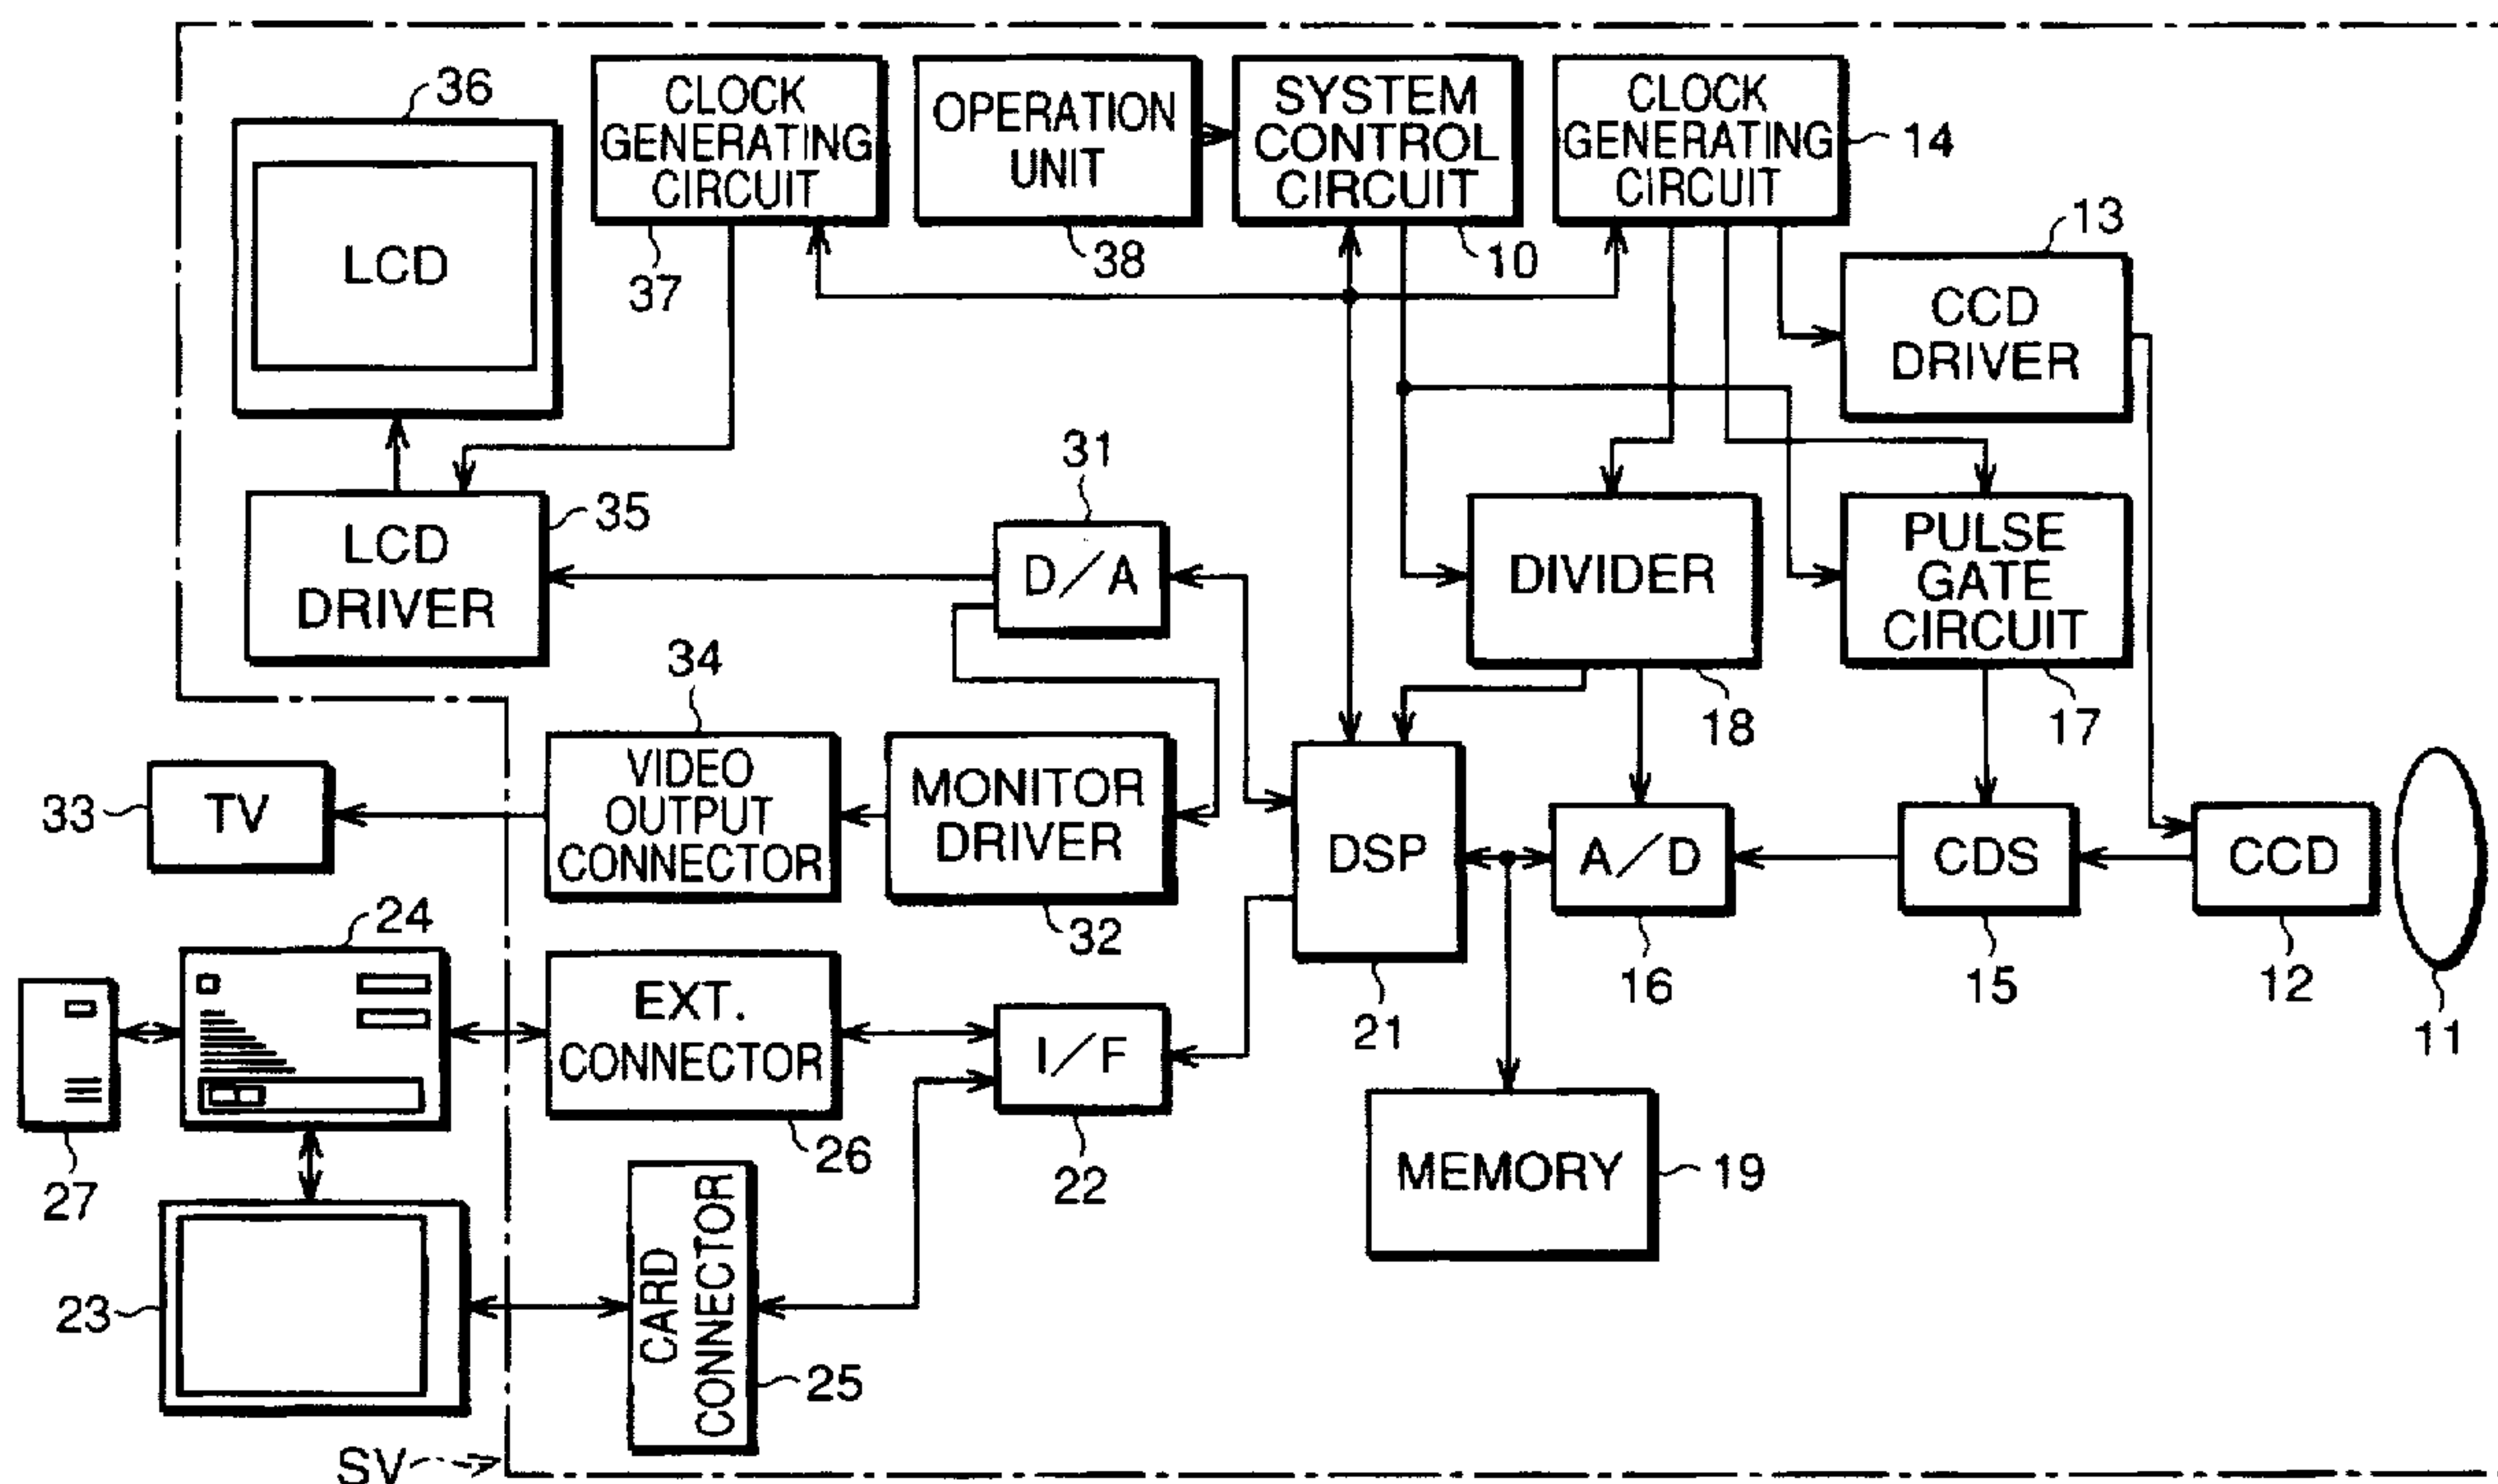 36
LCD
CLOCK
GENERATING
CIRCUIT
37
OPERATION
UNIT
38
SYSTEM
CONTROL
CIRCUIT
10
CLOCK
GENERATING
CIRCUIT
14
13
CCD
DRIVER
LCD
DRIVER
35
31
D/A
DIVIDER
18
PULSE
GATE
CIRCUIT
17
33
TV
34
VIDEO
OUTPUT
CONNECTOR
MONITOR
DRIVER
32
DSP
21
A/D
16
CDS
15
CCD
12
11
24
27
EXT.
CONNECTOR
26
I/F
22
MEMORY
19
23
CARD
CONNECTOR
25
SV